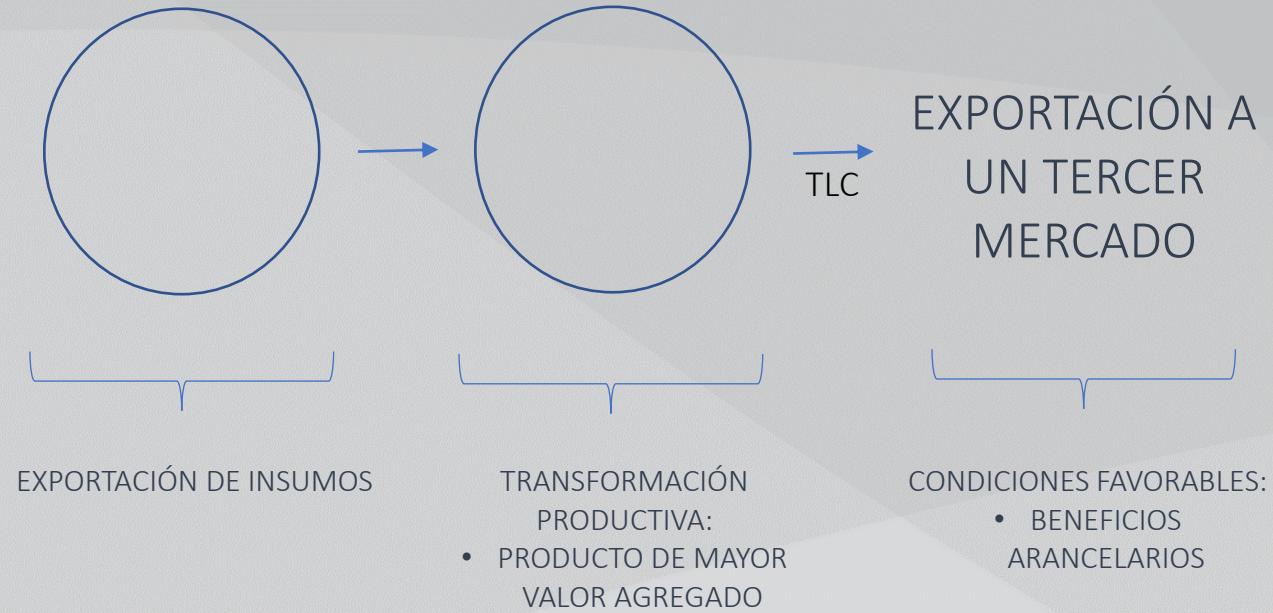 EXPORTACIÓN A
UN TERCER
MERCADO
TLC
EXPORTACIÓN DE INSUMOS
TRANSFORMACIÓN
PRODUCTIVA:
• PRODUCTO DE MAYOR
VALOR AGREGADO
CONDICIONES FAVORABLES:
• BENEFICIOS
ARANCELARIOS